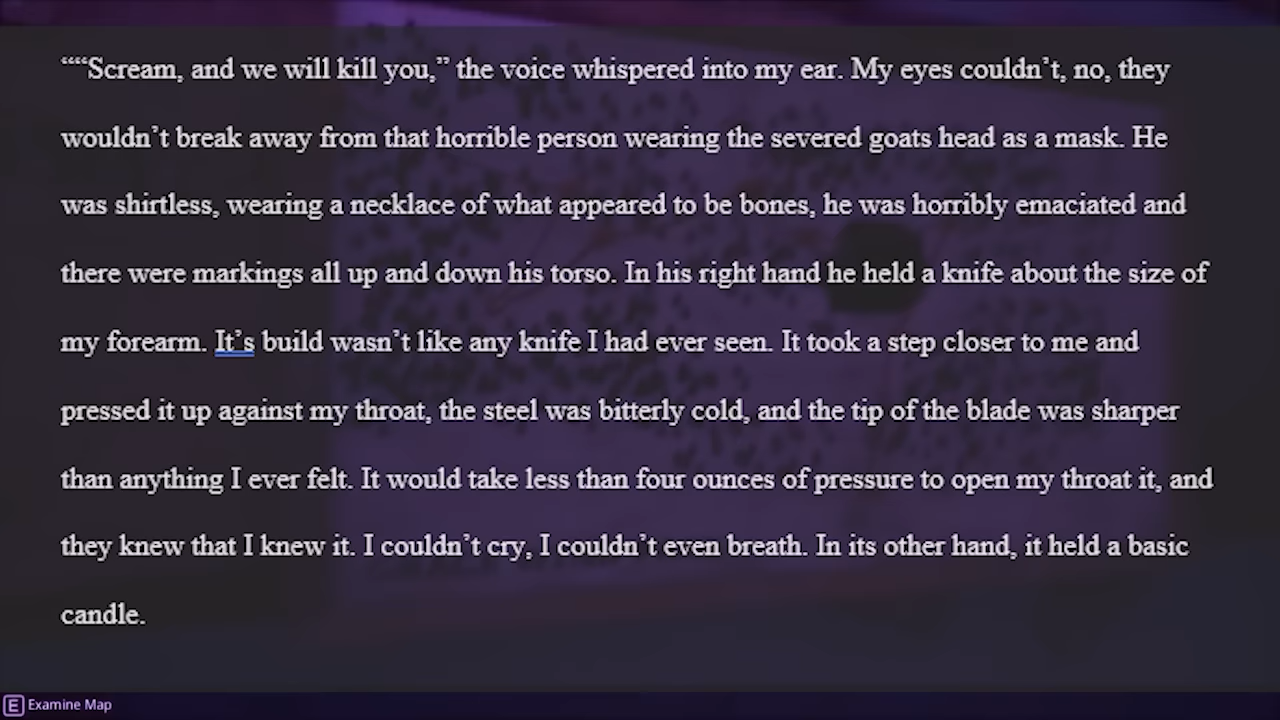 ““Scream, and we will kill you,” the voice whispered into my ear. My eyes couldn’t, no, they
wouldn’t break away from that horrible person wearing the severed goats head as a mask. He
was shirtless, wearing a necklace of what appeared to be bones, he was horribly emaciated and
there were markings all up and down his torso. In his right hand he held a knife about the size of
my forearm. It’s build wasn’t like any knife I had ever seen. It took a step closer to me and
pressed it up against my throat, the steel was bitterly cold, and the tip of the blade was sharper
than anything I ever felt. It would take less than four ounces of pressure to open my throat it, and
they knew that I knew it. I couldn’t cry, I couldn’t even breath. In its other hand, it held a basic
candle.
E Examine Map